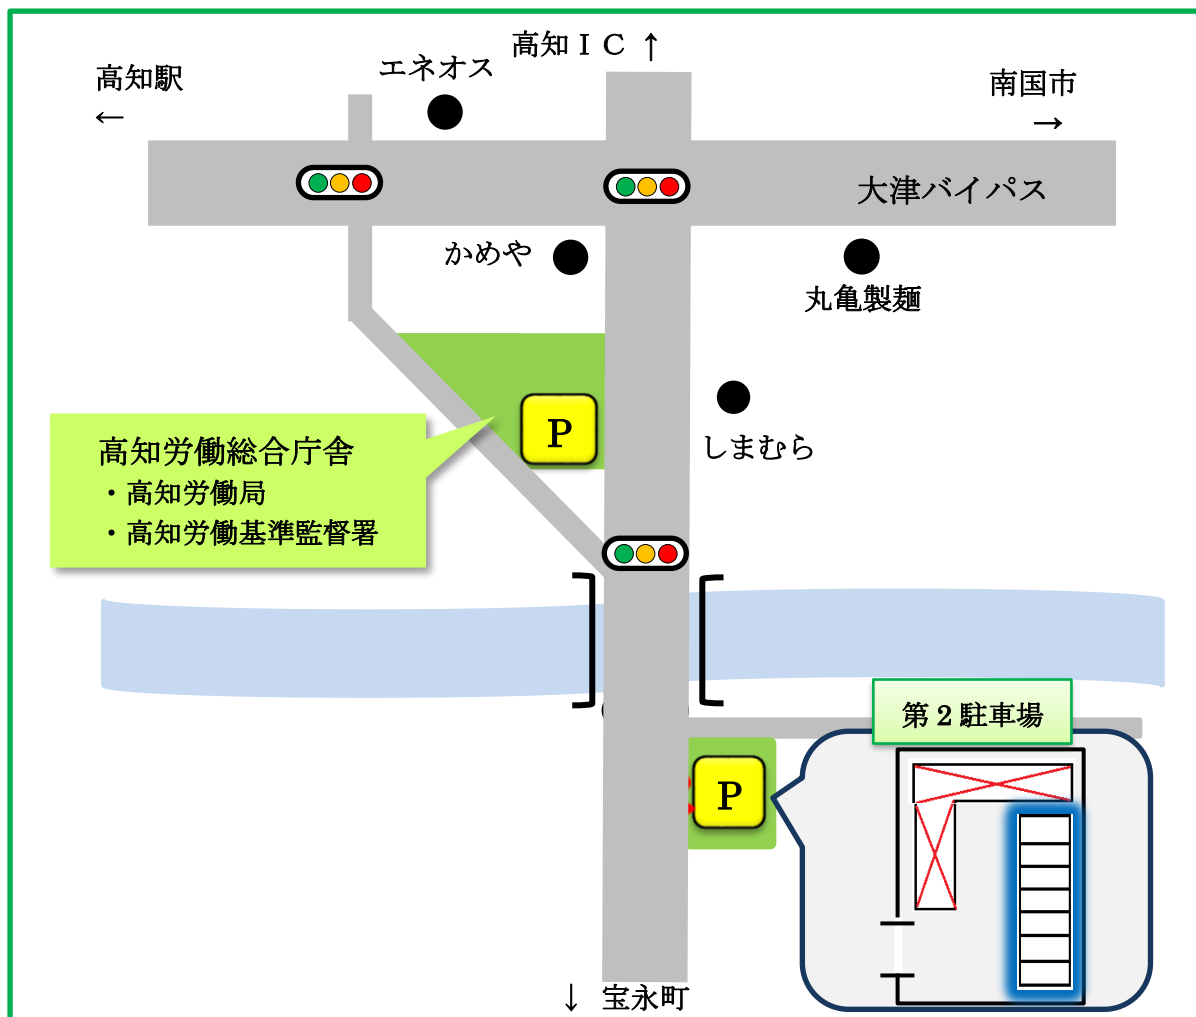 高知ＩＣ ↑
エネオス
高知駅
←
南国市
→
大津バイパス
かめや
丸亀製麺
P
しまむら
高知労働総合庁舎
・高知労働局
・高知労働基準監督署
第２駐車場
P
↓ 宝永町